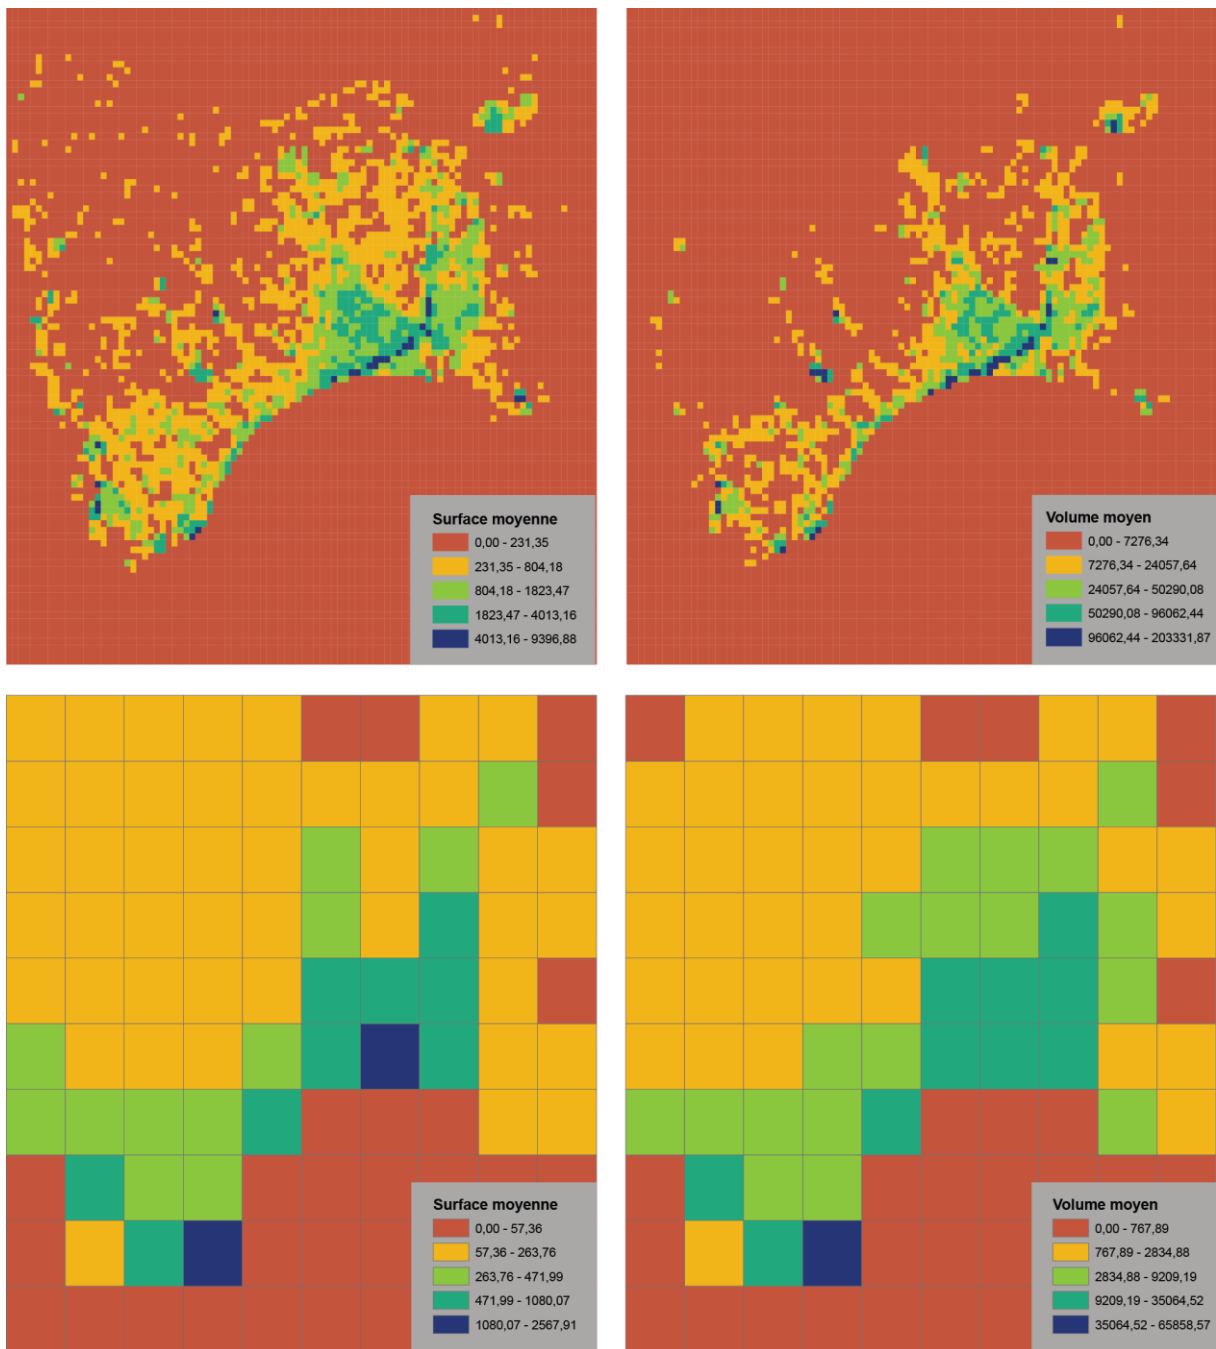 Surface moyenne
0,00 - 231,35
231,35 - 804,18
804,18 - 1823,47
1823,47 - 4013,16
4013,16 - 9396,88
Volume moyen
0,00 - 7276,34
7276,34 - 24057,64
24057,64 - 50290,08
50290,08 - 96062,44
96062,44 - 203331,87
Surface moyenne
0,00 - 57,36
57,36 - 263,76
263,76 - 471,99
471,99 - 1080,07
1080,07 - 2567,91
Volume moyen
0,00 - 767,89
767,89 - 2834,88
2834,88 - 9209,19
9209,19 - 35064,52
35064,52 - 65858,57